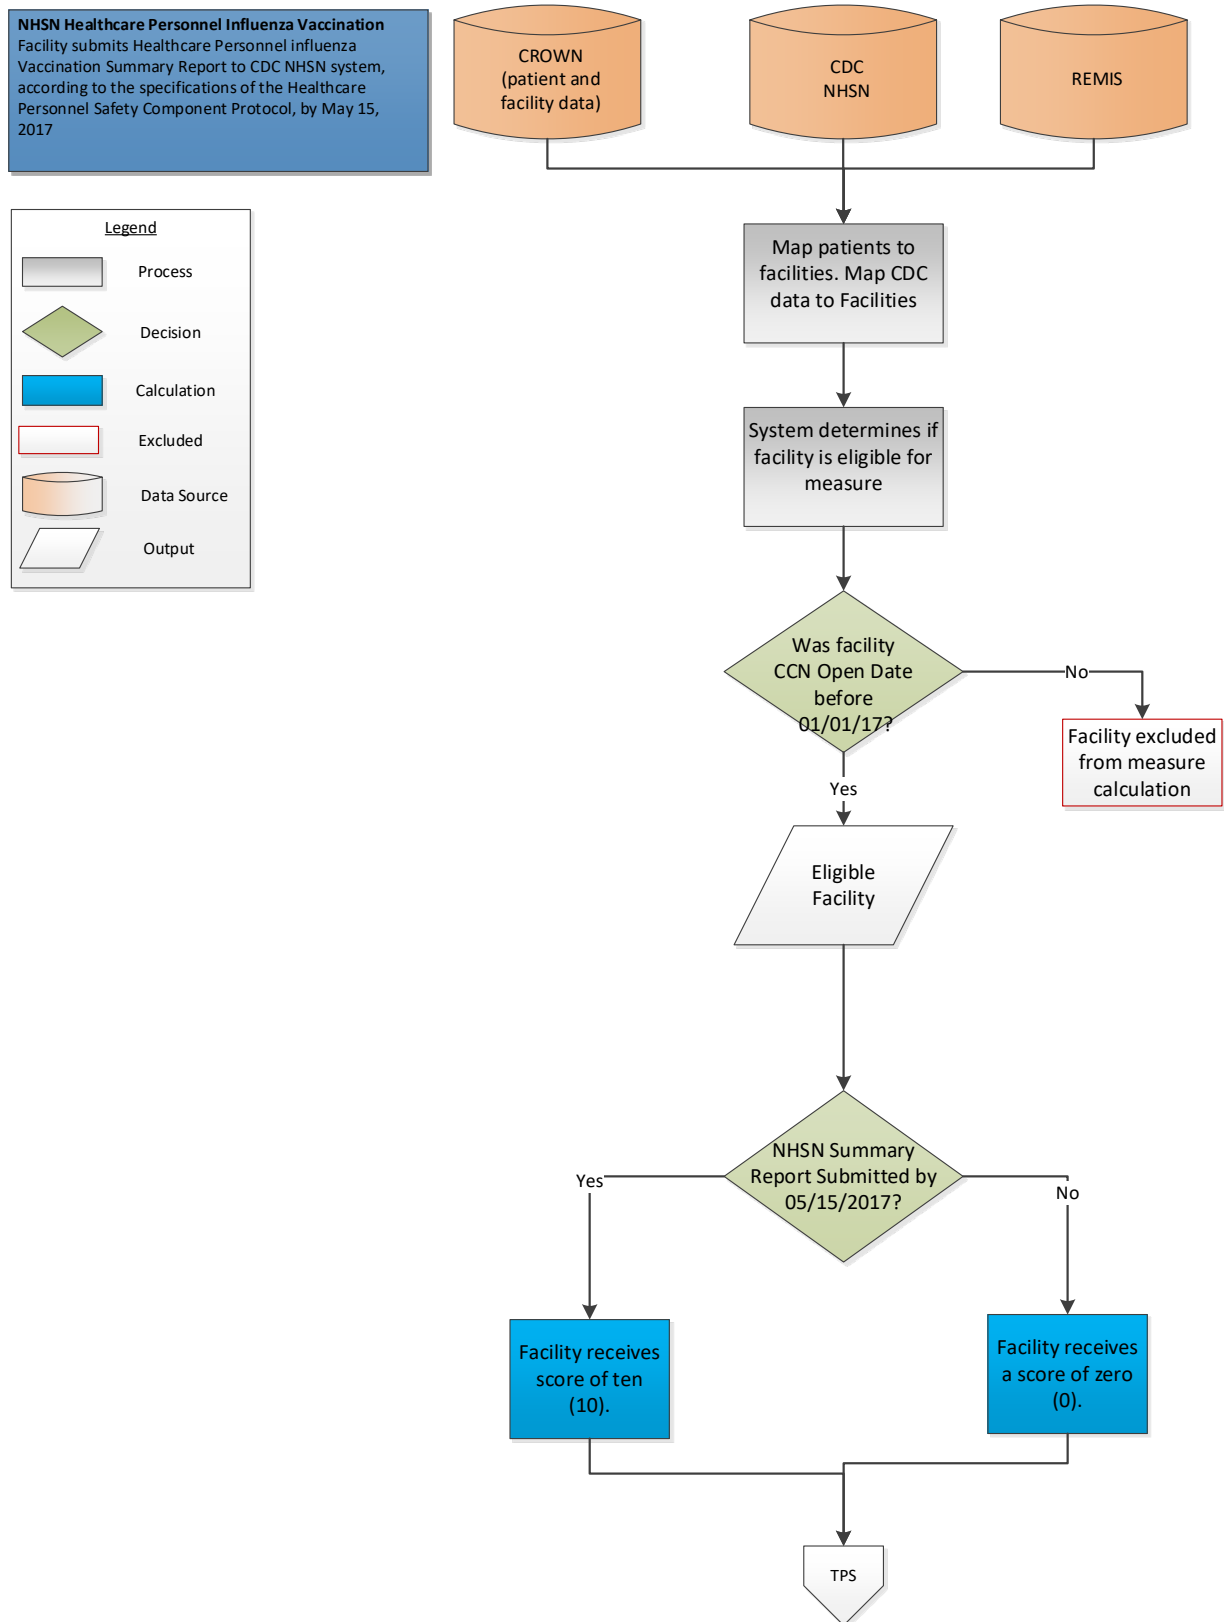 NHSN Healthcare Personnel Influenza Vaccination
Facility submits Healthcare Personnel influenza
Vaccination Summary Report to CDC NHSN system,
according to the specifications of the Healthcare
Personnel Safety Component Protocol, by May 15,
2017
CROWN
(patient and
facility data)
CDC
NHSN
REMIS
Legend
Process
Decision
Calculation
Excluded
Data Source
Output
Map patients to
facilities. Map CDC
data to Facilities
System determines if
facility is eligible for
measure
Was facility
CCN Open Date
before
01/01/17?
No
Facility excluded
from measure
calculation
Yes
Eligible
Facility
NHSN Summary
Report Submitted by
05/15/2017?
Yes
No
Facility receives
score of ten
(10).
Facility receives
a score of zero
(0).
TPS